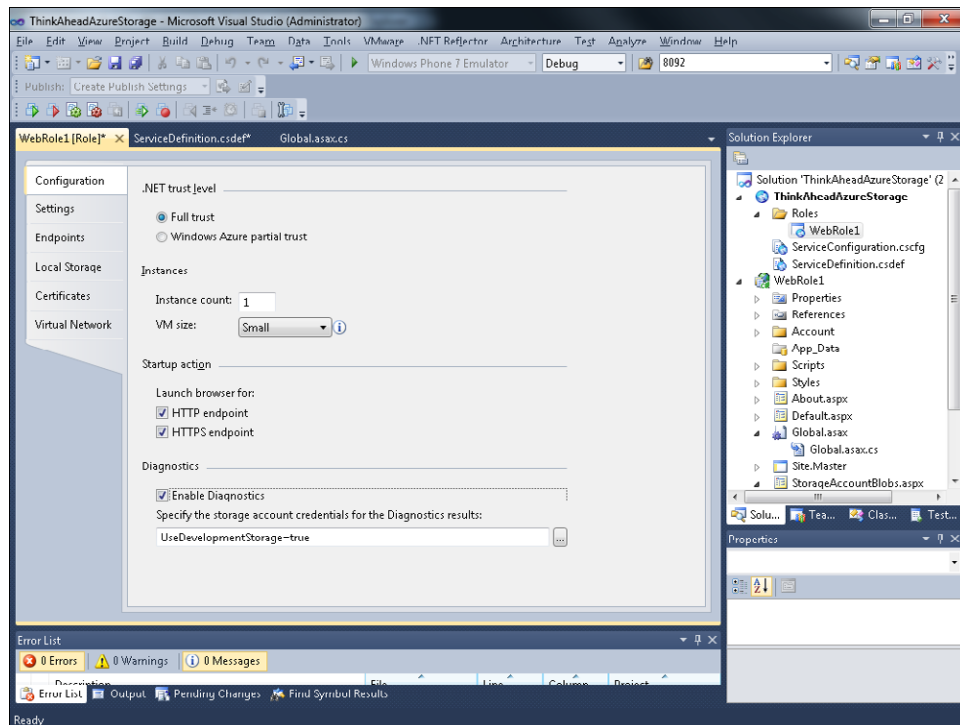 ThinkAheadAzureStorage - Microsoft Visual Studio (Administrator)
File Edit View Project Build Debug Team Data Tools VMware .NET Reflector Architecture Test Analyze Window Help
Windows Phone 7 Emulator Debug 8092
Publish: Create Publish Settings
WebRole1 [Role]* ServiceDefinition.csdef* Global.asax.cs
Configuration
Settings
Endpoints
Local Storage
Certificates
Virtual Network
.NET trust level
Full trust
Windows Azure partial trust
Instances
Instance count: 1
VM size: Small
Startup action
Launch browser for:
HTTP endpoint
HTTPS endpoint
Diagnostics
Enable Diagnostics
Specify the storage account credentials for the Diagnostics results:
UseDevelopmentStorage=true
...
Solution Explorer
Solution 'ThinkAheadAzureStorage' (2
ThinkAheadAzureStorage
Roles
WebRole1
ServiceConfiguration.cscfg
ServiceDefinition.csdef
WebRole1
Properties
References
Account
App_Data
Scripts
Styles
About.aspx
Default.aspx
Global.asax
Global.asax.cs
Site.Master
StorageAccountBlobs.aspx
Solu... Tea... Clas... Test...
Properties
Error List
0 Errors 0 Warnings 0 Messages
Description File Line Column Project
Error List Output Pending Changes Find Symbol Results
Ready